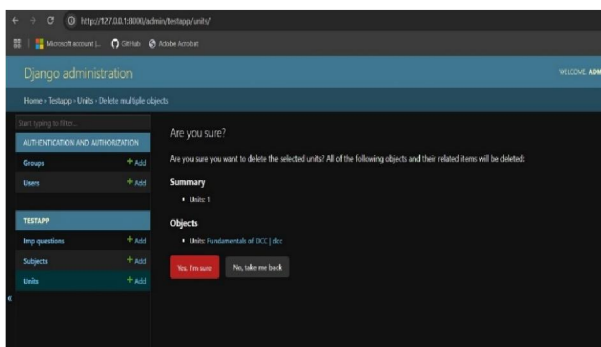 http://127.0.0.1:8000/admin/testapp/units/
Microsoft account |... GitHub Adobe Acrobat
Django administration
WELCOME, ADM
Home › Testapp › Units › Delete multiple objects
Start typing to filter...
AUTHENTICATION AND AUTHORIZATION
Groups + Add
Users + Add
TESTAPP
Imp questions + Add
Subjects + Add
Units + Add
«
Are you sure?
Are you sure you want to delete the selected units? All of the following objects and their related items will be deleted:
Summary
• Units: 1
Objects
• Units: Fundamentals of DCC | dcc
Yes, I'm sure No, take me back